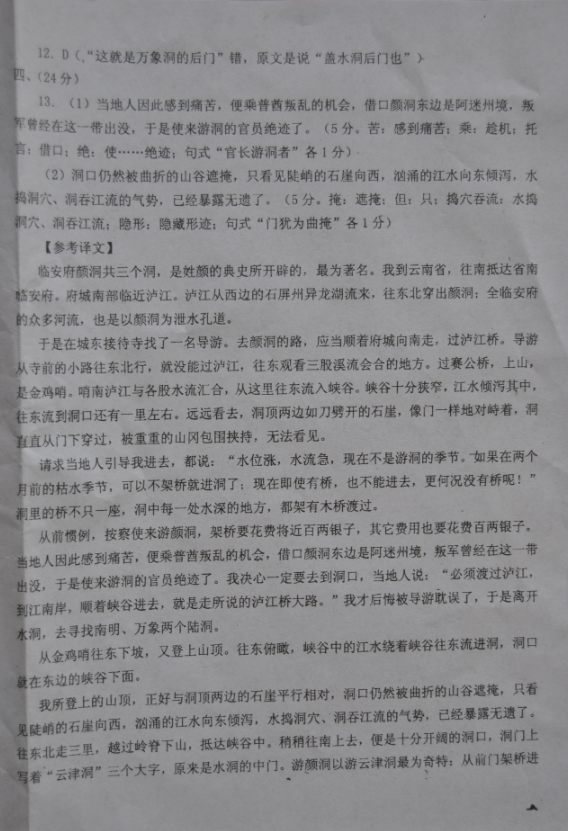 12. D（.“这就是万象洞的后门”错，原文是说“盖水洞后门也”）
四、（24分）
13.（1）当地人因此感到痛苦，便乘普酋叛乱的机会，借口颜洞东边是阿迷州境，叛
军曾经在这一带出没，于是使来游洞的官员绝迹了。（5分。苦：感到痛苦；乘：趁机；托
言：借口；绝：使……绝迹；句式“官长游洞者”各1分）
（2）洞口仍然被曲折的山谷遮掩，只看见陡峭的石崖向西，汹涌的江水向东倾泻，水
捣洞穴、洞吞江流的气势，已经暴露无遗了。（5分。掩：遮掩；但：只；捣穴吞流：水捣
洞穴、洞吞江流；隐形：隐藏形迹；句式“门犹为曲掩”各1分）
【参考译文】
临安府颜洞共三个洞，是姓颜的典史所开辟的，最为著名。我到云南省，往南抵达省南
临安府。府城南部临近泸江。泸江从西边的石屏州异龙湖流来，往东北穿出颜洞；全临安府
的众多河流，也是以颜洞为泄水孔道。
于是在城东接待寺找了一名导游。去颜洞的路，应当顺着府城向南走，过泸江桥。导游
从寺前的小路往东北行，就没能过泸江，往东观看三股溪流会合的地方。过赛公桥，上山，
是金鸡哨。哨南泸江与各股水流汇合，从这里往东流入峡谷。峡谷十分狭窄，江水倾泻其中，
往东流到洞口还有一里左右。远远看去，洞顶两边如刀劈开的石崖，像门一样地对峙着，洞
直直从门下穿过，被重重的山冈包围挟持，无法看见。
请求当地人引导我进去，都说：“水位涨，水流急，现在不是游洞的季节。如果在两个
月前的枯水季节，可以不架桥就进洞了；现在即使有桥，也不能进去，更何况没有桥呢！”
洞里的桥不只一座，洞中每一处水深的地方，都架有木桥渡过。
从前惯例，按察使来游颜洞，架桥要花费将近百两银子，其它费用也要花费百两银子。
当地人因此感到痛苦，便乘普酋叛乱的机会，借口颜洞东边是阿迷州境，叛军曾经在这一带
出没，于是使来游洞的官员绝迹了。我决心一定要去到洞口，当地人说：“必须渡过泸江，
到江南岸，顺着峡谷进去，就是走所说的泸江桥大路。”我才后悔被导游耽误了，于是离开
水洞，去寻找南明、万象两个陆洞。
从金鸡哨往东下坡，又登上山顶。往东俯瞰，峡谷中的江水绕着峡谷往东流进洞，洞口
就在东边的峡谷下面。
我所登上的山顶，正好与洞顶两边的石崖平行相对，洞口仍然被曲折的山谷遮掩，只看
见陡峭的石崖向西，汹涌的江水向东倾泻，水捣洞穴、洞吞江流的气势，已经暴露无遗了。
往东北走三里，越过岭脊下山，抵达峡谷中。稍稍往南上去，便是十分开阔的洞口，洞门上
写着“云津洞”三个大字，原来是水洞的中门。游颜洞以游云津洞最为奇特：从前门架桥进